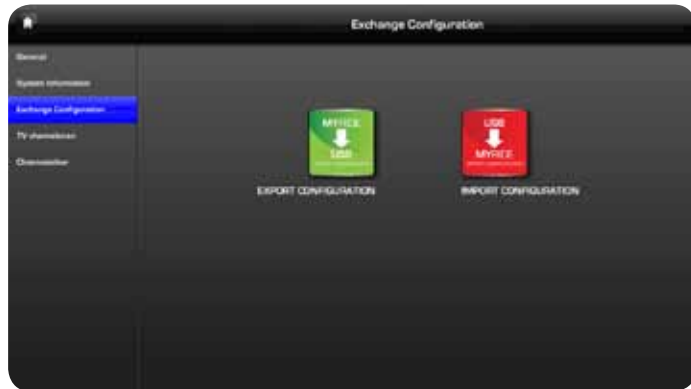 Exchange Configuration
General
System Information
Exchange Configuration
MYRICE
USB
EXPORT CONFIGURATION
USB
MYRICE
IMPORT CONFIGURATION